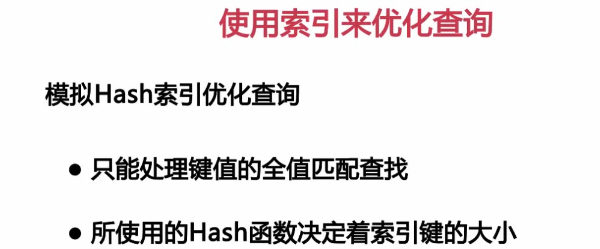 使用索引来优化查询
模拟Hash索引优化查询
● 只能处理键值的全值匹配查找
● 所使用的Hash函数决定着索引键的大小